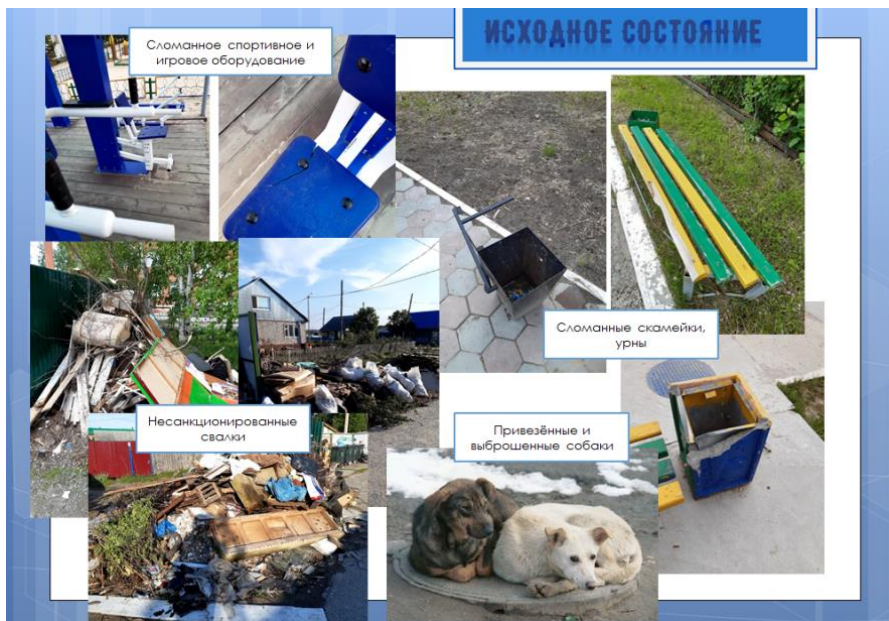 ИСХОДНОЕ СОСТОЯНИЕ
Сломанное спортивное и
игровое оборудование
Сломанные скамейки,
урны
Несанкционированные
свалки
Привезённые и
выброшенные собаки